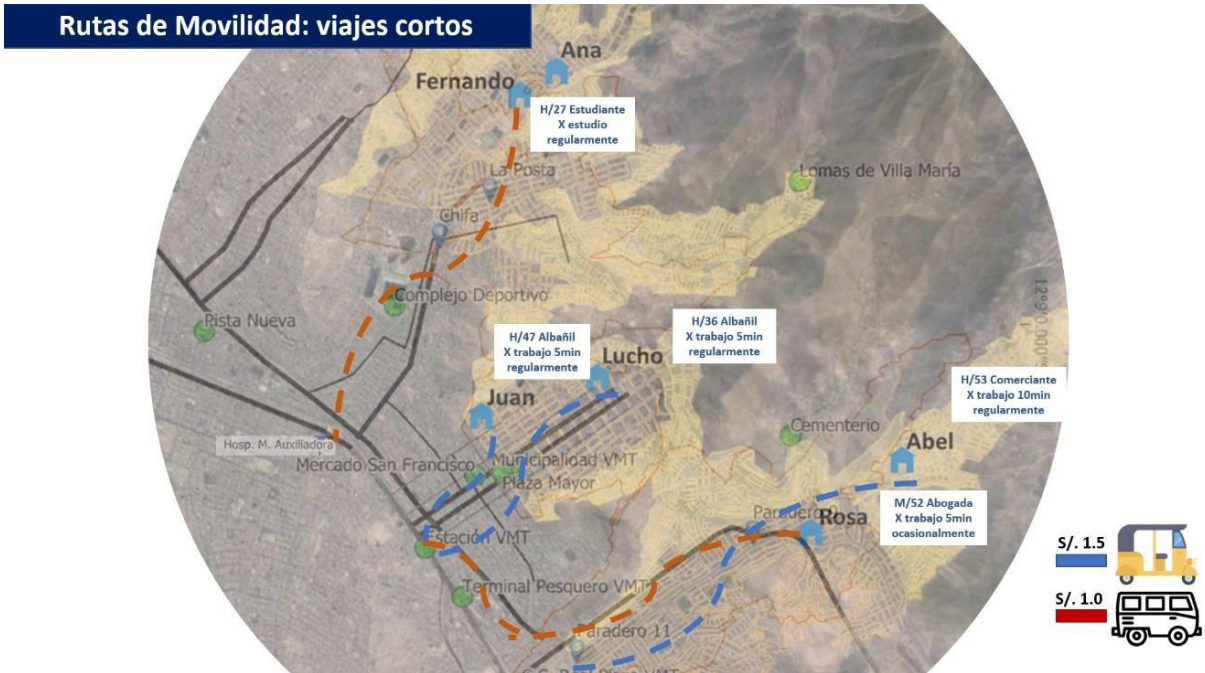 Rutas de Movilidad: viajes cortos
Ana
Fernando
H/27 Estudiante
X estudio
regularmente
La Posta
Lomas de Villa María
Chifa
Complejo Deportivo
Pista Nueva
H/47 Albañil
X trabajo 5min
regularmente
H/36 Albañil
X trabajo 5min
regularmente
Lucho
H/53 Comerciante
X trabajo 10min
regularmente
Juan
Cementerio
Abel
Hosp. M. Auxiliadora
Mercado San Francisco
Municipalidad VMT
Plaza Mayor
M/52 Abogada
X trabajo 5min
ocasionalmente
Paradero
Rosa
Estación VMT
Terminal Pesquero VMT
Paradero 11
S/. 1.5
S/. 1.0